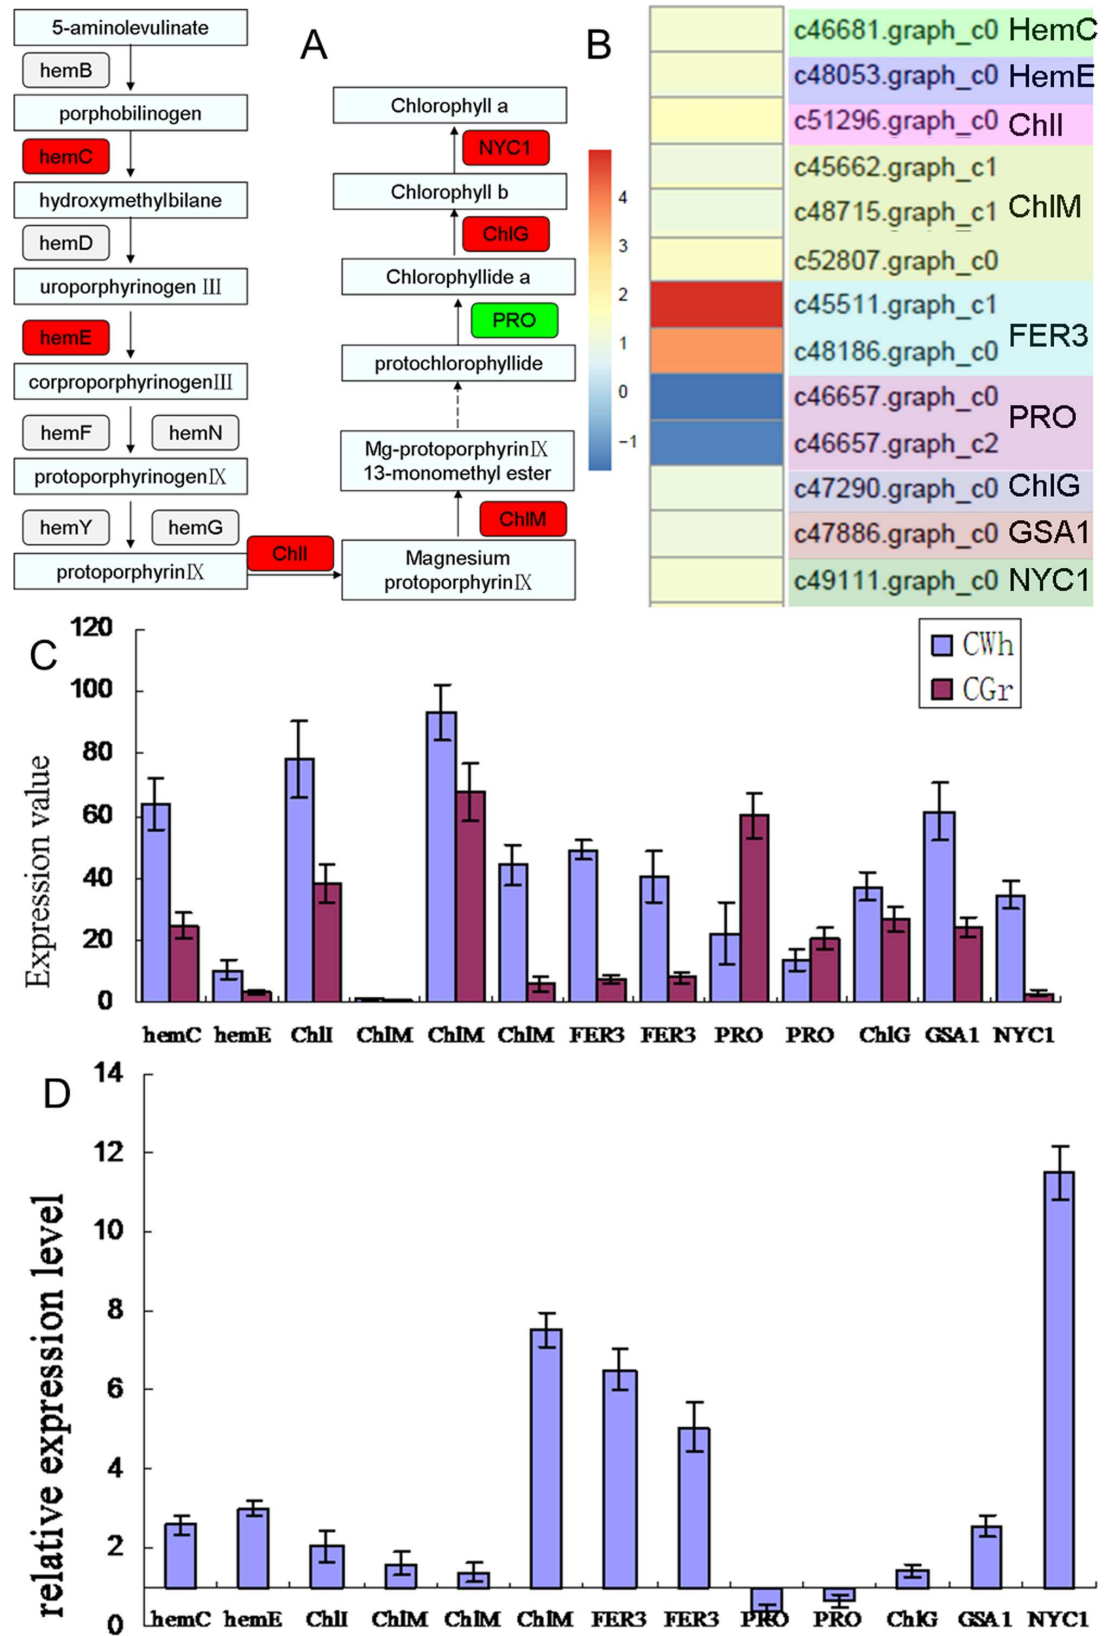 A
5-aminolevulinate
hemB
porphobilinogen
hemC
hydroxymethylbilane
hemD
uroporphyrinogen III
hemE
corproporphyrinogenIII
hemF hemN
protoporphyrinogenIX
hemY hemG
protoporphyrinIX
ChlI
Chlorophyll a
NYC1
Chlorophyll b
ChlG
Chlorophyllide a
PRO
protochlorophyllide
Mg-protoporphyrinIX
13-monomethyl ester
ChlM
Magnesium
protoporphyrinIX
B
4
3
2
1
0
−1
c46681.graph_c0 HemC
c48053.graph_c0 HemE
c51296.graph_c0 ChlI
c45662.graph_c1
c48715.graph_c1 ChlM
c52807.graph_c0
c45511.graph_c1
FER3
c48186.graph_c0
c46657.graph_c0
PRO
c46657.graph_c2
c47290.graph_c0 ChlG
c47886.graph_c0 GSA1
c49111.graph_c0 NYC1
C
CWh
CGr
Expression value
120
100
80
60
40
20
0
hemC hemE ChlI ChlM ChlM ChlM FER3 FER3 PRO PRO ChlG GSA1 NYC1
D
relative expression level
14
12
10
8
6
4
2
0
hemC hemE ChlI ChlM ChlM ChlM FER3 FER3 PRO PRO ChlG GSA1 NYC1